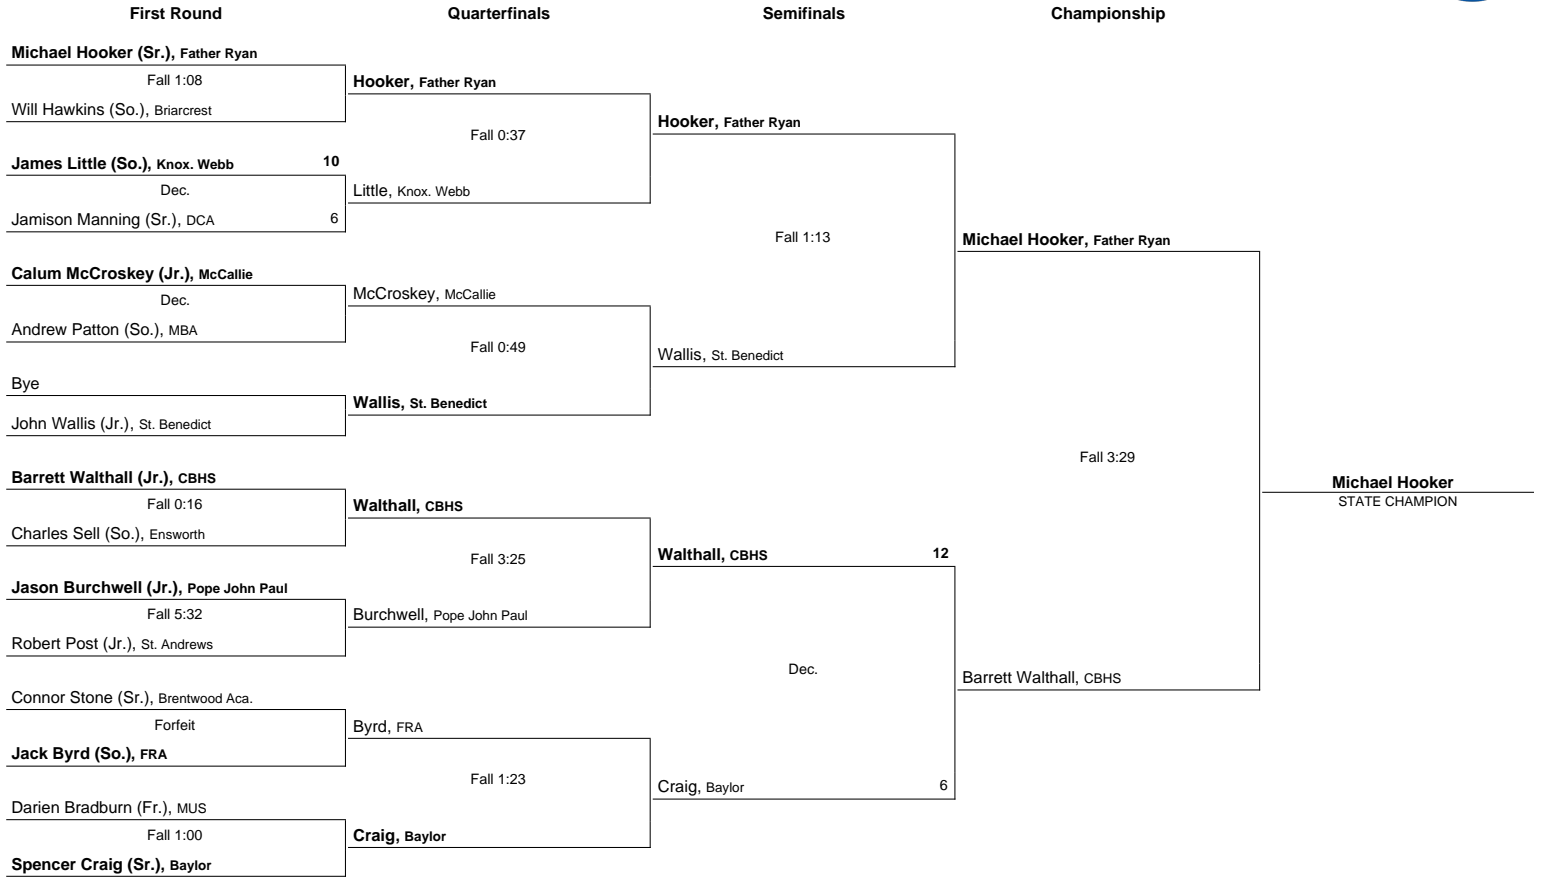 First Round
Quarterfinals
Semifinals
Championship
Michael Hooker (Sr.), Father Ryan
Fall 1:08
Will Hawkins (So.), Briarcrest
James Little (So.), Knox. Webb 10
Dec.
Jamison Manning (Sr.), DCA 6
Calum McCroskey (Jr.), McCallie
Dec.
Andrew Patton (So.), MBA
Bye
John Wallis (Jr.), St. Benedict
Barrett Walthall (Jr.), CBHS
Fall 0:16
Charles Sell (So.), Ensworth
Jason Burchwell (Jr.), Pope John Paul
Fall 5:32
Robert Post (Jr.), St. Andrews
Connor Stone (Sr.), Brentwood Aca.
Forfeit
Jack Byrd (So.), FRA
Darien Bradburn (Fr.), MUS
Fall 1:00
Spencer Craig (Sr.), Baylor
Hooker, Father Ryan
Fall 0:37
Little, Knox. Webb
McCroskey, McCallie
Fall 0:49
Wallis, St. Benedict
Walthall, CBHS
Fall 3:25
Burchwell, Pope John Paul
Byrd, FRA
Fall 1:23
Craig, Baylor
Hooker, Father Ryan
Fall 1:13
Wallis, St. Benedict
Walthall, CBHS 12
Dec.
Craig, Baylor 6
Michael Hooker, Father Ryan
Fall 3:29
Barrett Walthall, CBHS
Michael Hooker
STATE CHAMPION